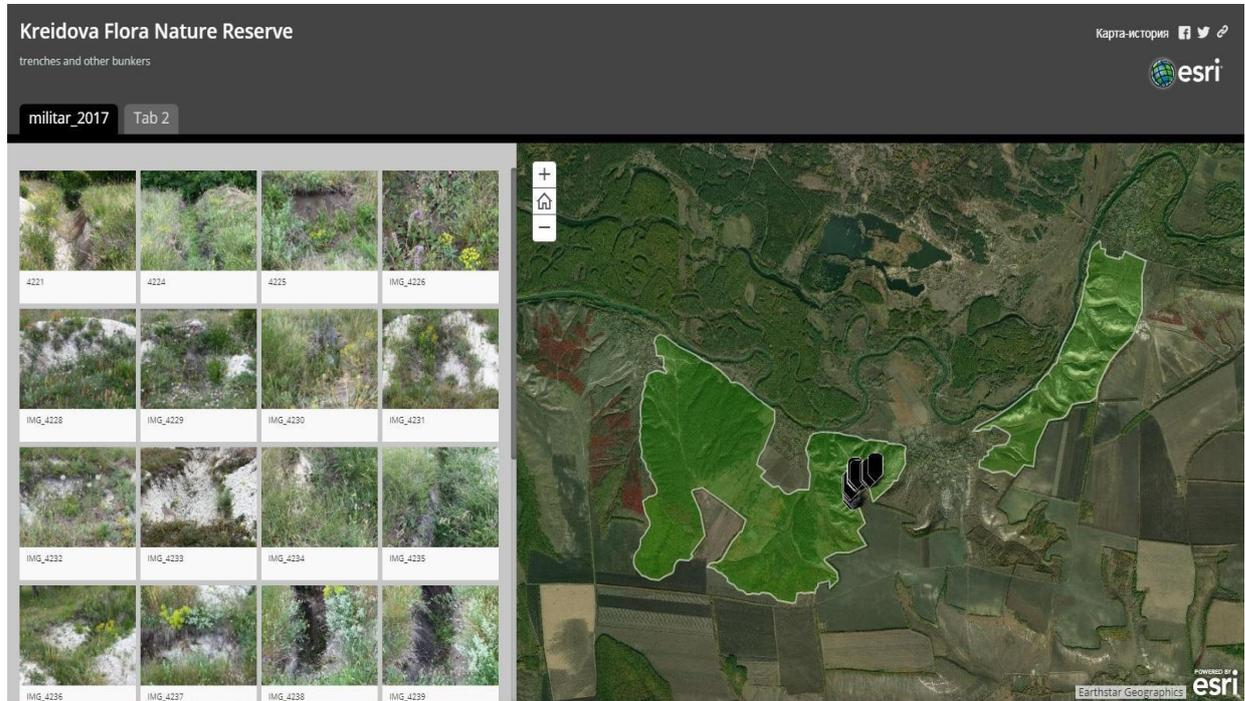 Kreidova Flora Nature Reserve
Карта-история
trenches and other bunkers
esri
militar_2017
Tab 2
+
−
4221
4224
4225
IMG_4226
IMG_4228
IMG_4229
IMG_4230
IMG_4231
IMG_4232
IMG_4233
IMG_4234
IMG_4235
IMG_4236
IMG_4237
IMG_4238
IMG_4239
Earthstar Geographics
POWERED BY
esri